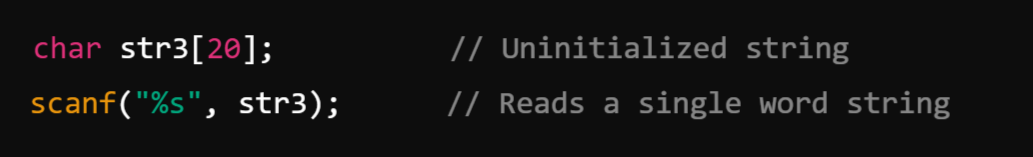 char str3[20];          // Uninitialized string
scanf("%s", str3);      // Reads a single word string